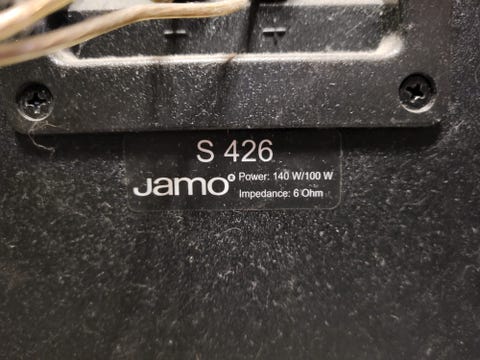 S 426
Jamo Power: 140 W/100 W
Impedance: 6 Ohm